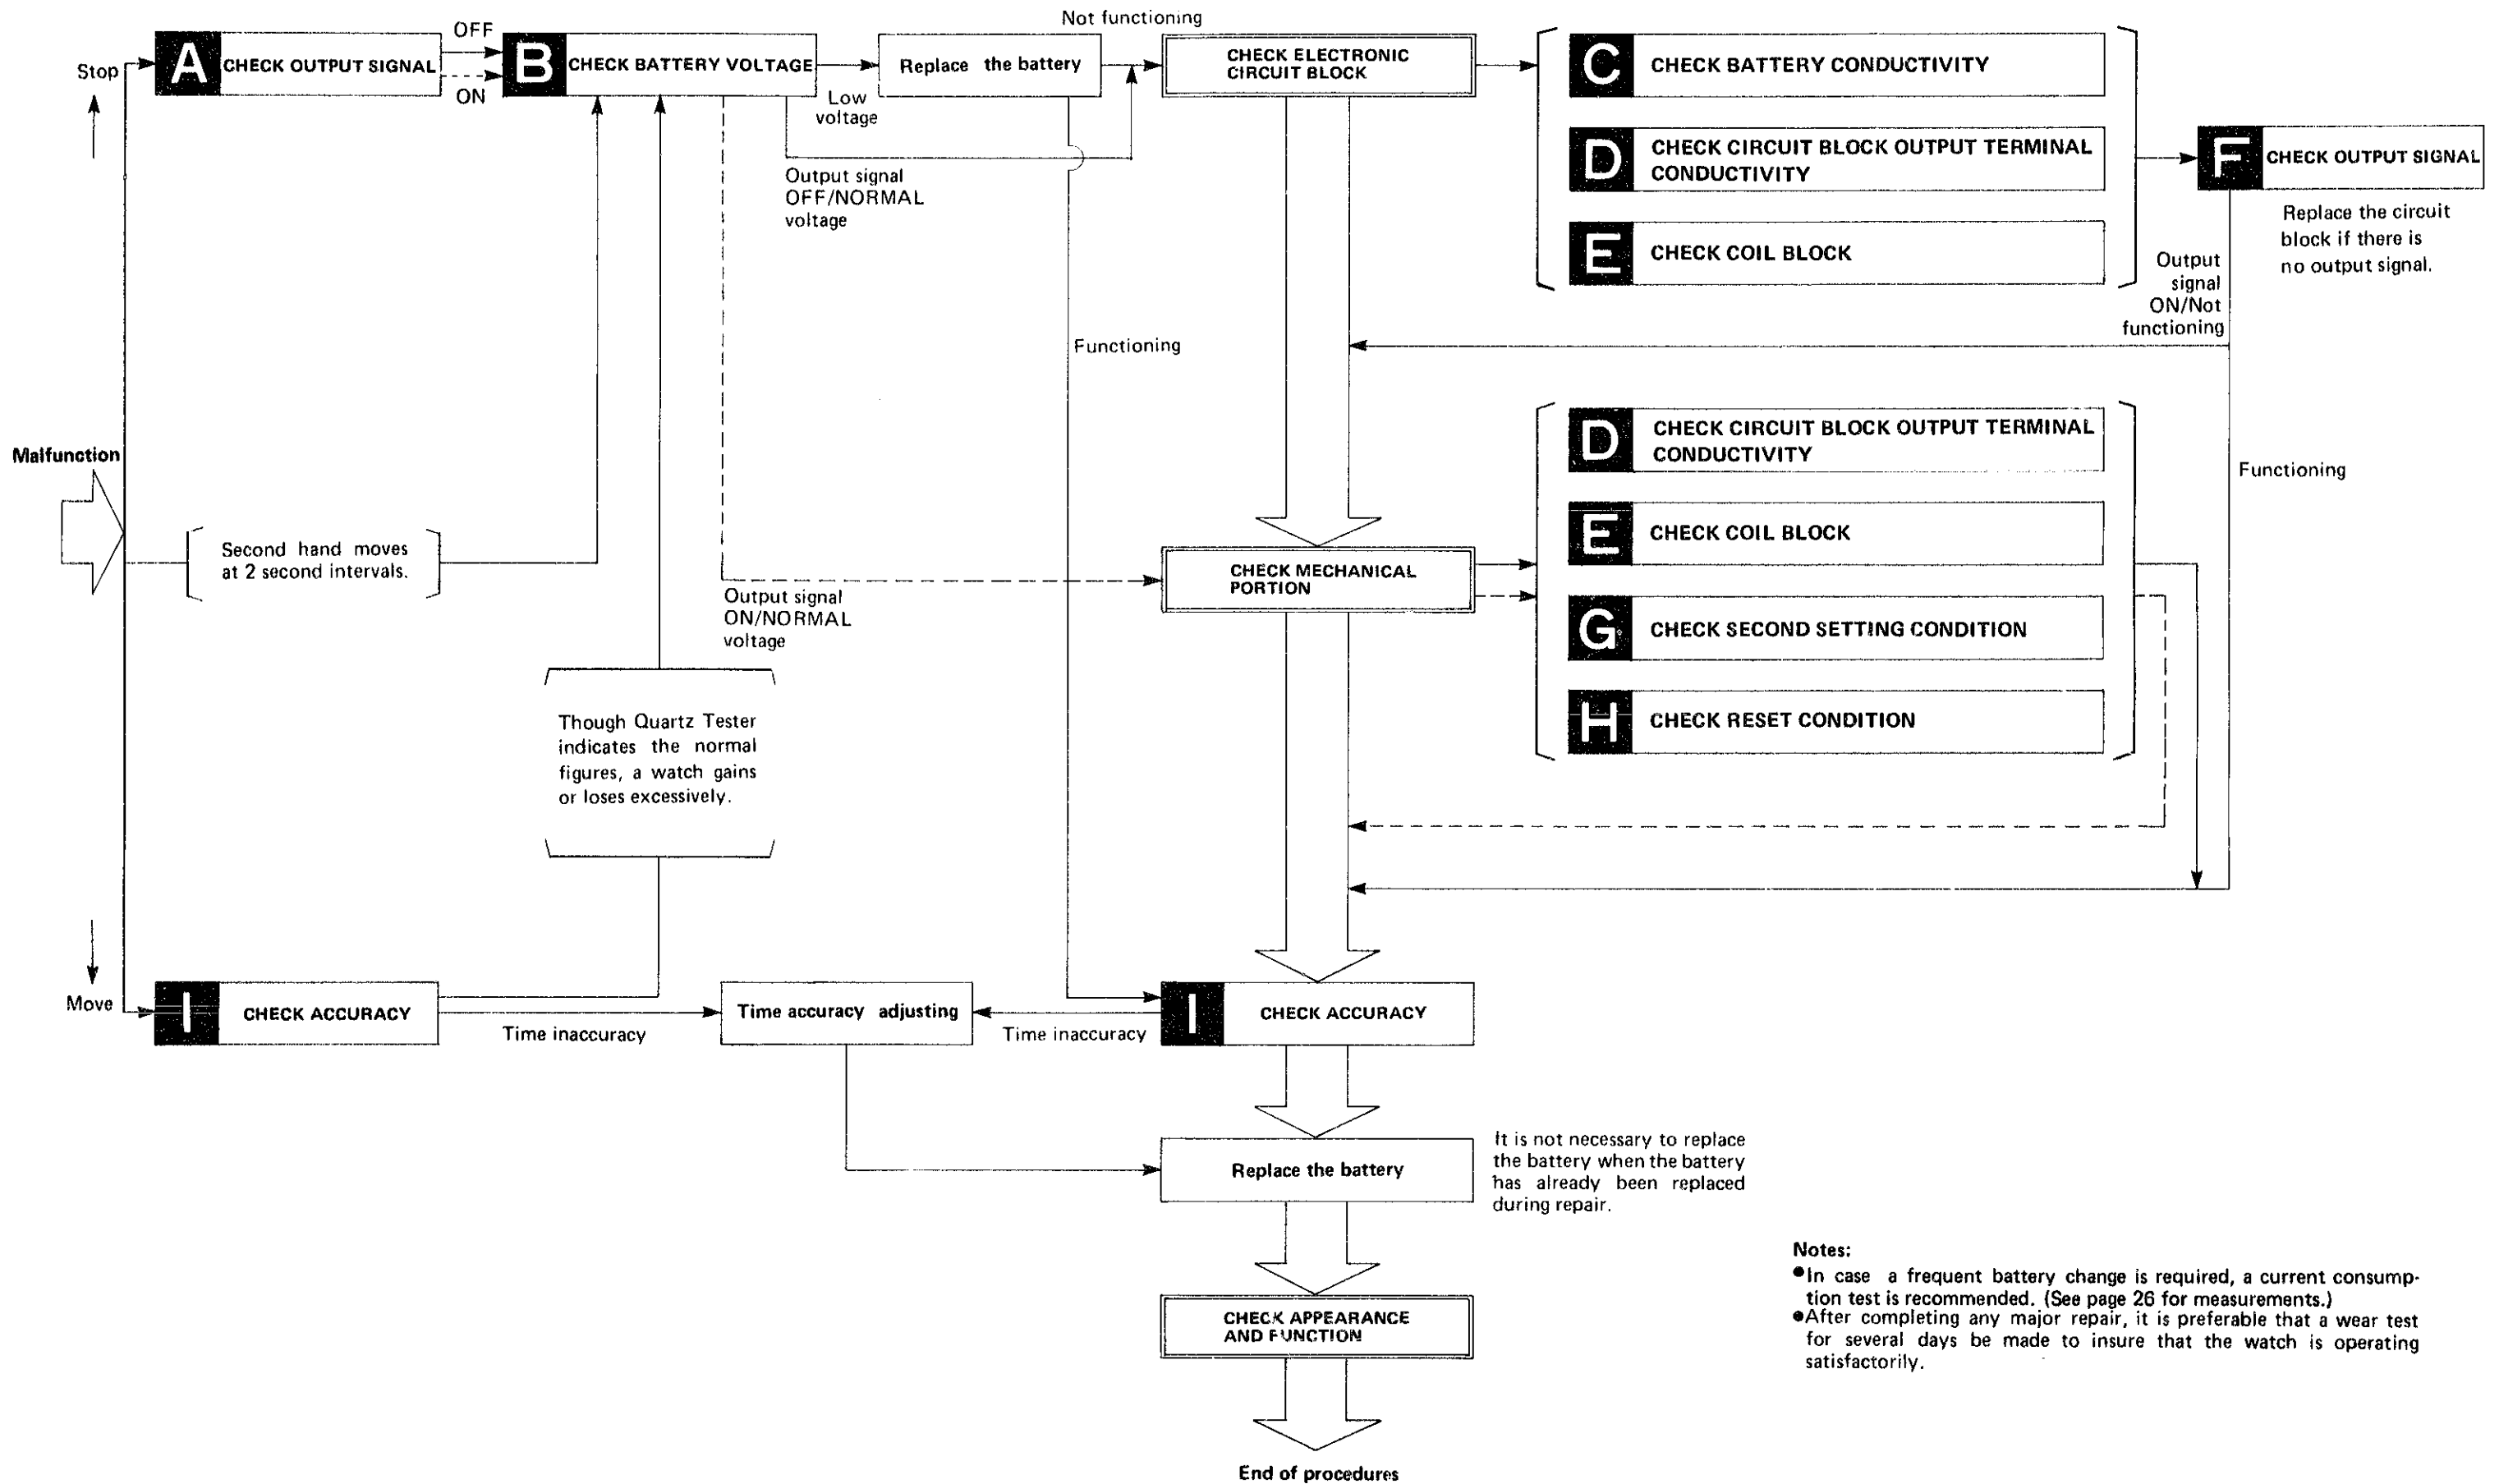 Not functioning
OFF
Stop
A CHECK OUTPUT SIGNAL
ON
B CHECK BATTERY VOLTAGE
Low
voltage
Replace the battery
CHECK ELECTRONIC
CIRCUIT BLOCK
C CHECK BATTERY CONDUCTIVITY
D CHECK CIRCUIT BLOCK OUTPUT TERMINAL
CONDUCTIVITY
E CHECK COIL BLOCK
F CHECK OUTPUT SIGNAL
Replace the circuit
block if there is
no output signal.
Output signal
OFF/NORMAL
voltage
Output
signal
ON/Not
functioning
Functioning
Functioning
Malfunction
Second hand moves
at 2 second intervals.
Output signal
ON/NORMAL
voltage
CHECK MECHANICAL
PORTION
D CHECK CIRCUIT BLOCK OUTPUT TERMINAL
CONDUCTIVITY
E CHECK COIL BLOCK
G CHECK SECOND SETTING CONDITION
H CHECK RESET CONDITION
Though Quartz Tester
indicates the normal
figures, a watch gains
or loses excessively.
Move
I CHECK ACCURACY
Time inaccuracy
Time accuracy adjusting
Time inaccuracy
I CHECK ACCURACY
Replace the battery
It is not necessary to replace
the battery when the battery
has already been replaced
during repair.
CHECK APPEARANCE
AND FUNCTION
End of procedures
Notes:
●In case a frequent battery change is required, a current consump-
tion test is recommended. (See page 26 for measurements.)
●After completing any major repair, it is preferable that a wear test
for several days be made to insure that the watch is operating
satisfactorily.